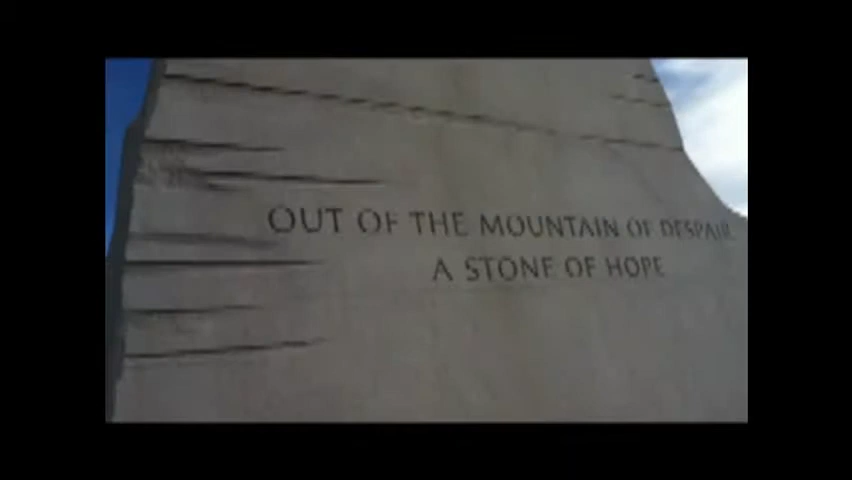 OUT OF THE MOUNTAIN OF DESPAIR
A STONE OF HOPE